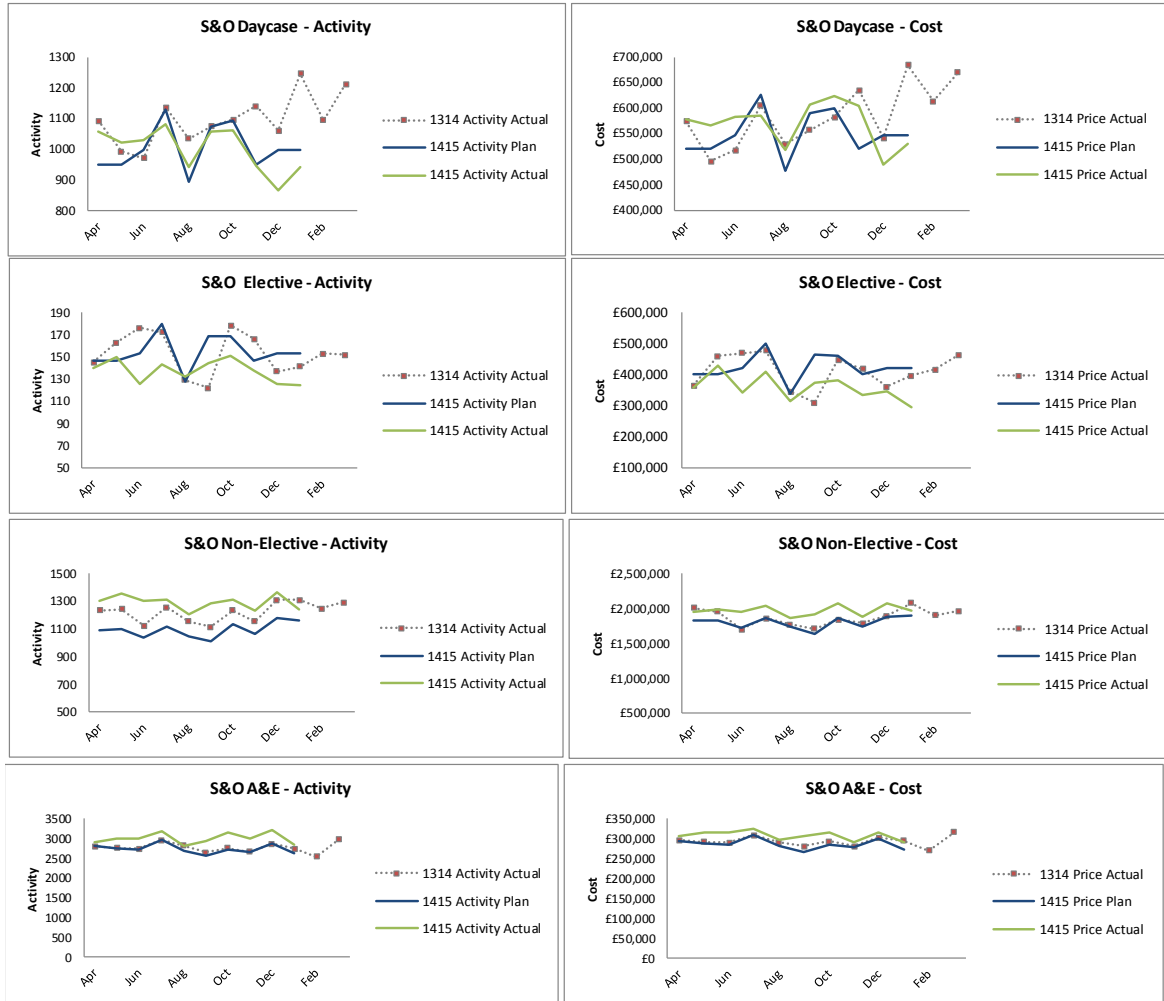 S&O Daycase - Activity
1300
1200
1100
1000
900
800
Activity
Apr
Jun
Aug
Oct
Dec
Feb
1314 Activity Actual
1415 Activity Plan
1415 Activity Actual
S&O Daycase - Cost
£700,000
£650,000
£600,000
£550,000
£500,000
£450,000
£400,000
Cost
Apr
Jun
Aug
Oct
Dec
Feb
1314 Price Actual
1415 Price Plan
1415 Price Actual
S&O Elective - Activity
190
170
150
130
110
90
70
50
Activity
Apr
Jun
Aug
Oct
Dec
Feb
1314 Activity Actual
1415 Activity Plan
1415 Activity Actual
S&O Elective - Cost
£600,000
£500,000
£400,000
£300,000
£200,000
£100,000
Cost
Apr
Jun
Aug
Oct
Dec
Feb
1314 Price Actual
1415 Price Plan
1415 Price Actual
S&O Non-Elective - Activity
1500
1300
1100
900
700
500
Activity
Apr
Jun
Aug
Oct
Dec
Feb
1314 Activity Actual
1415 Activity Plan
1415 Activity Actual
S&O Non-Elective - Cost
£2,500,000
£2,000,000
£1,500,000
£1,000,000
£500,000
Cost
Apr
Jun
Aug
Oct
Dec
Feb
1314 Price Actual
1415 Price Plan
1415 Price Actual
S&O A&E - Activity
3500
3000
2500
2000
1500
1000
500
0
Activity
Apr
Jun
Aug
Oct
Dec
Feb
1314 Activity Actual
1415 Activity Plan
1415 Activity Actual
S&O A&E - Cost
£350,000
£300,000
£250,000
£200,000
£150,000
£100,000
£50,000
£0
Cost
Apr
Jun
Aug
Oct
Dec
Feb
1314 Price Actual
1415 Price Plan
1415 Price Actual